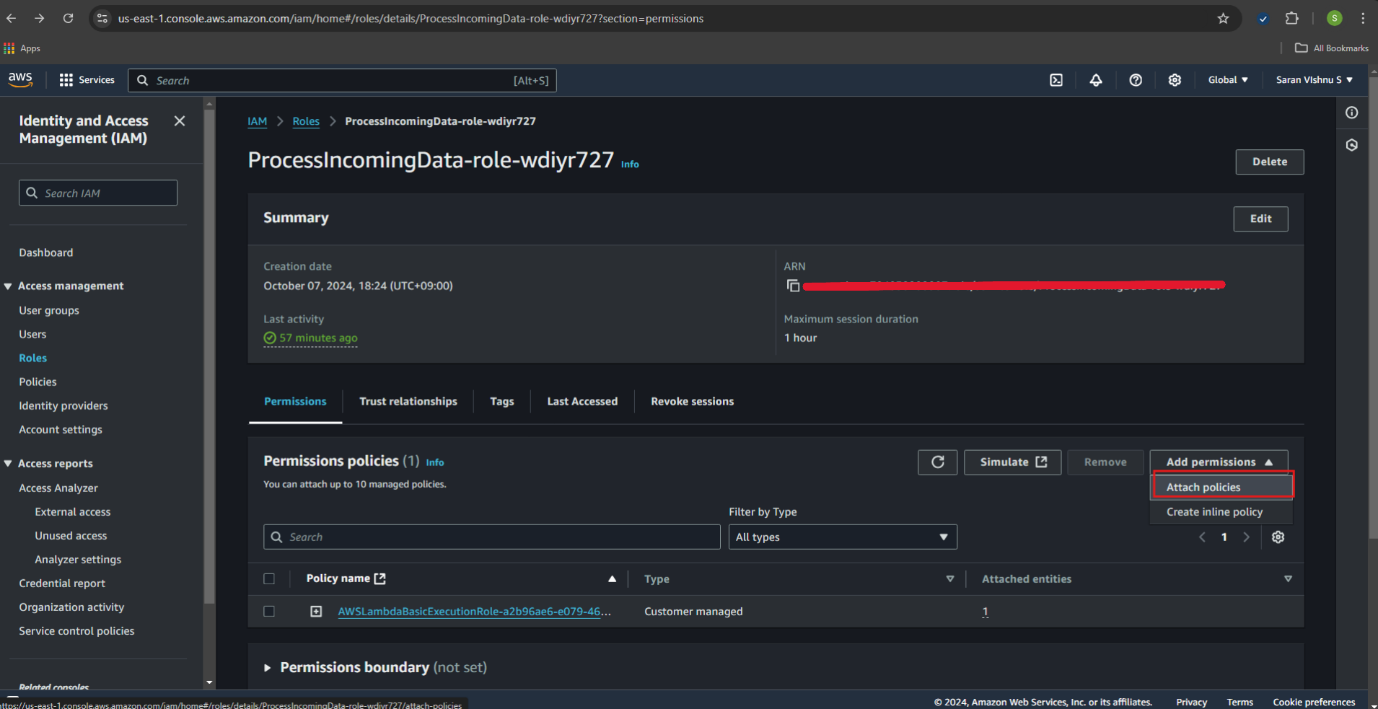 us-east-1.console.aws.amazon.com/iam/home#/roles/details/ProcessIncomingData-role-wdiyr727?section=permissions
S
Apps
All Bookmarks
aws
Services
Search
[Alt+S]
Global
Saran VIshnu S
Identity and Access
Management (IAM)
Search IAM
Dashboard
Access management
User groups
Users
Roles
Policies
Identity providers
Account settings
Access reports
Access Analyzer
External access
Unused access
Analyzer settings
Credential report
Organization activity
Service control policies
Related consoles
IAM > Roles > ProcessIncomingData-role-wdiyr727
ProcessIncomingData-role-wdiyr727 Info
Delete
Summary
Edit
Creation date
October 07, 2024, 18:24 (UTC+09:00)
ARN
Last activity
57 minutes ago
Maximum session duration
1 hour
Permissions
Trust relationships
Tags
Last Accessed
Revoke sessions
Permissions policies (1) Info
You can attach up to 10 managed policies.
Simulate
Remove
Add permissions
Attach policies
Create inline policy
Filter by Type
Search
All types
1
Policy name
Type
Attached entities
AWSLambdaBasicExecutionRole-a2b96ae6-e079-46...
Customer managed
1
Permissions boundary (not set)
https://us-east-1.console.aws.amazon.com/iam/home#/roles/details/ProcessIncomingData-role-wdiyr727/attach-policies
© 2024, Amazon Web Services, Inc. or its affiliates.
Privacy
Terms
Cookie preferences